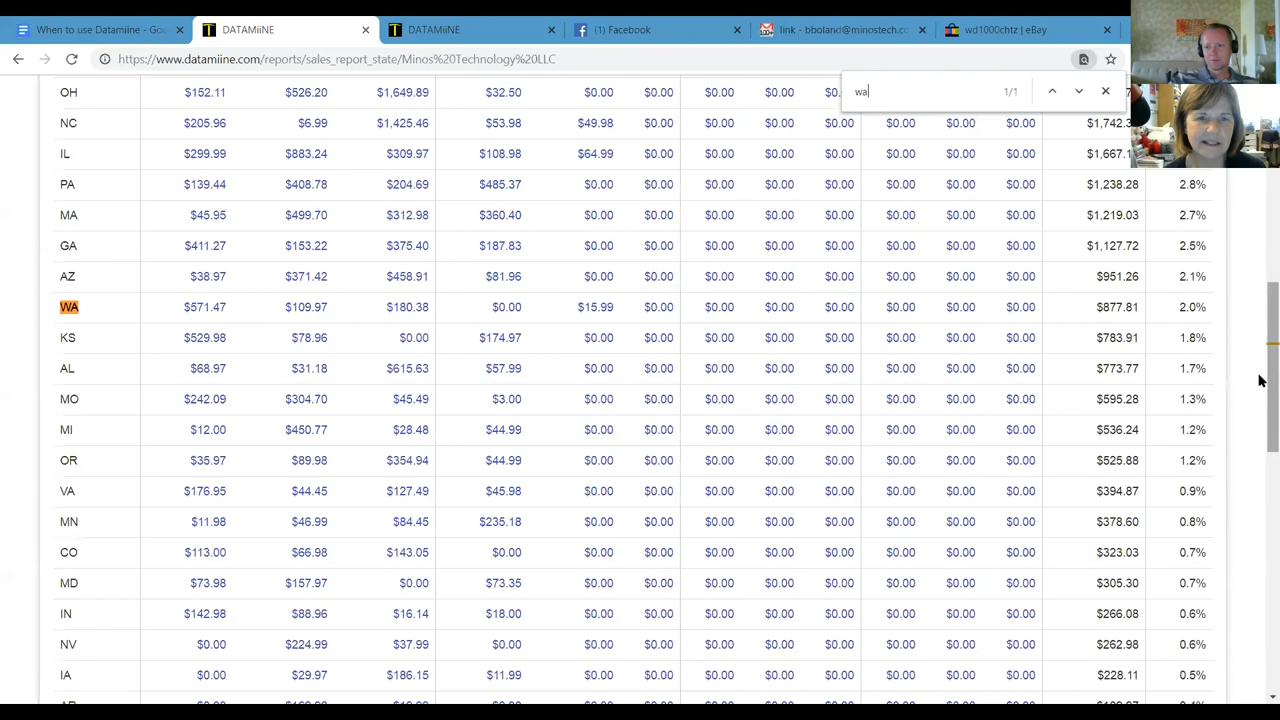 When to use Datamiine - Goo
DATAMiiNE
DATAMiiNE
(1) Facebook
link - bboland@minostech.co
wd1000chtz | eBay
https://www.datamiine.com/reports/sales_report_state/Minos%20Technology%20LLC
wa 1/1
OH $152.11 $526.20 $1,649.89 $32.50 $0.00 $0.00 $0.00 $0.00 $0.00 $0.00 $0.00 $0.00
NC $205.96 $6.99 $1,425.46 $53.98 $49.98 $0.00 $0.00 $0.00 $0.00 $0.00 $0.00 $0.00 $1,742.3
IL $299.99 $883.24 $309.97 $108.98 $64.99 $0.00 $0.00 $0.00 $0.00 $0.00 $0.00 $0.00 $1,667.1
PA $139.44 $408.78 $204.69 $485.37 $0.00 $0.00 $0.00 $0.00 $0.00 $0.00 $0.00 $0.00 $1,238.28 2.8%
MA $45.95 $499.70 $312.98 $360.40 $0.00 $0.00 $0.00 $0.00 $0.00 $0.00 $0.00 $0.00 $1,219.03 2.7%
GA $411.27 $153.22 $375.40 $187.83 $0.00 $0.00 $0.00 $0.00 $0.00 $0.00 $0.00 $0.00 $1,127.72 2.5%
AZ $38.97 $371.42 $458.91 $81.96 $0.00 $0.00 $0.00 $0.00 $0.00 $0.00 $0.00 $0.00 $951.26 2.1%
WA $571.47 $109.97 $180.38 $0.00 $15.99 $0.00 $0.00 $0.00 $0.00 $0.00 $0.00 $0.00 $877.81 2.0%
KS $529.98 $78.96 $0.00 $174.97 $0.00 $0.00 $0.00 $0.00 $0.00 $0.00 $0.00 $0.00 $783.91 1.8%
AL $68.97 $31.18 $615.63 $57.99 $0.00 $0.00 $0.00 $0.00 $0.00 $0.00 $0.00 $0.00 $773.77 1.7%
MO $242.09 $304.70 $45.49 $3.00 $0.00 $0.00 $0.00 $0.00 $0.00 $0.00 $0.00 $0.00 $595.28 1.3%
MI $12.00 $450.77 $28.48 $44.99 $0.00 $0.00 $0.00 $0.00 $0.00 $0.00 $0.00 $0.00 $536.24 1.2%
OR $35.97 $89.98 $354.94 $44.99 $0.00 $0.00 $0.00 $0.00 $0.00 $0.00 $0.00 $0.00 $525.88 1.2%
VA $176.95 $44.45 $127.49 $45.98 $0.00 $0.00 $0.00 $0.00 $0.00 $0.00 $0.00 $0.00 $394.87 0.9%
MN $11.98 $46.99 $84.45 $235.18 $0.00 $0.00 $0.00 $0.00 $0.00 $0.00 $0.00 $0.00 $378.60 0.8%
CO $113.00 $66.98 $143.05 $0.00 $0.00 $0.00 $0.00 $0.00 $0.00 $0.00 $0.00 $0.00 $323.03 0.7%
MD $73.98 $157.97 $0.00 $73.35 $0.00 $0.00 $0.00 $0.00 $0.00 $0.00 $0.00 $0.00 $305.30 0.7%
IN $142.98 $88.96 $16.14 $18.00 $0.00 $0.00 $0.00 $0.00 $0.00 $0.00 $0.00 $0.00 $266.08 0.6%
NV $0.00 $224.99 $37.99 $0.00 $0.00 $0.00 $0.00 $0.00 $0.00 $0.00 $0.00 $0.00 $262.98 0.6%
IA $0.00 $29.97 $186.15 $11.99 $0.00 $0.00 $0.00 $0.00 $0.00 $0.00 $0.00 $0.00 $228.11 0.5%